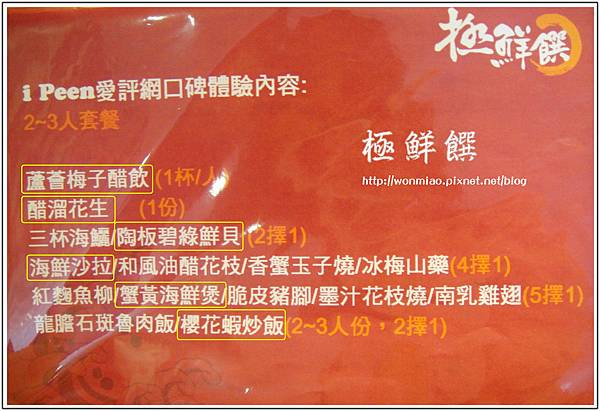 極鮮饌
i Peen愛評網口碑體驗內容:
2~3人套餐
極鮮饌
http://wonmiao.pixnet.net/blog
蘆薈梅子醋飲(1杯/人)
醋溜花生 (1份)
三杯海鱺/陶板碧綠鮮貝(2擇1)
海鮮沙拉/和風油醋花枝/香蟹玉子燒/冰梅山藥(4擇1)
紅麴魚柳/蟹黃海鮮煲/脆皮豬腳/墨汁花枝燒/南乳雞翅(5擇1)
龍膽石斑魯肉飯/櫻花蝦炒飯(2~3人份，2擇1)